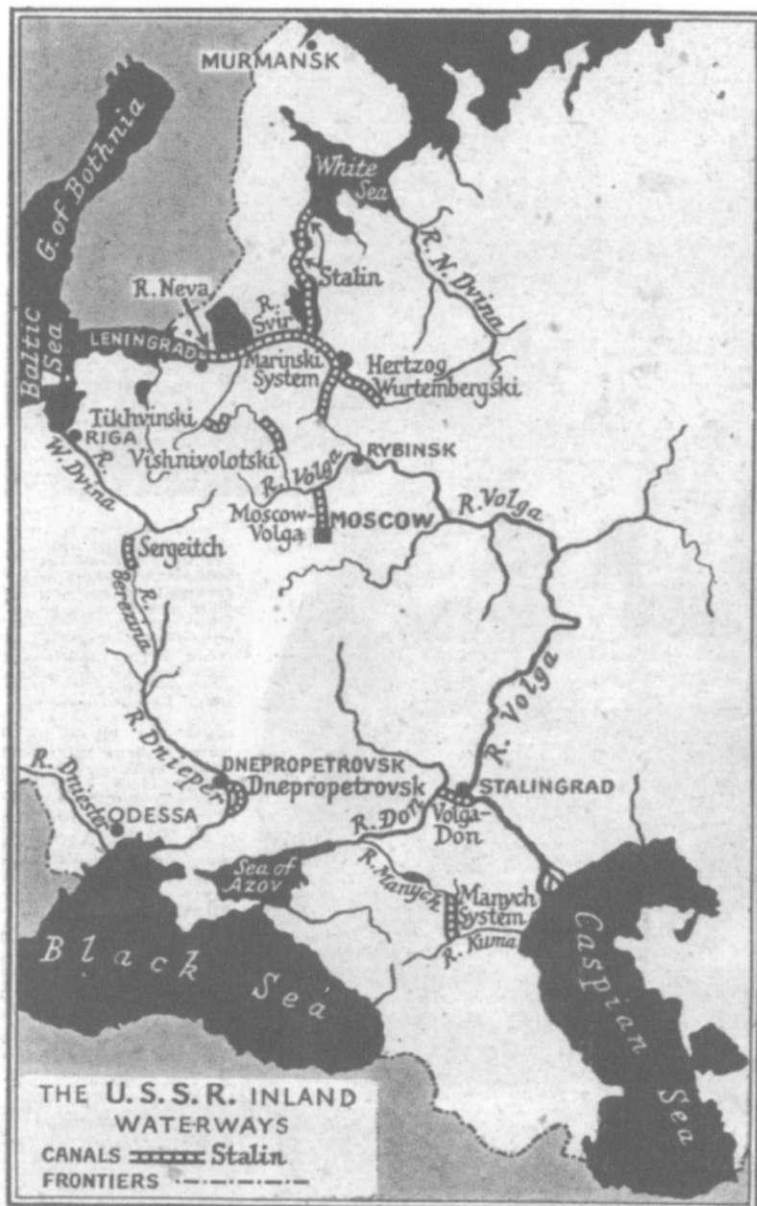 MURMANSK
White
Sea
G. of Bothnia
R. N. Dvina
Stalin
R. Neva
R.
Svir
Baltic
Sea
LENINGRAD
Marinski
System
Hertzog
Wurtembergski
Tikhvinski
RIGA
Vishnivolotski
RYBINSK
R. Volga
R. Volga
W. Dvina R.
Moscow-
Volga
MOSCOW
Sergeitch
Berezina R.
R. Volga
R. Dnieper
DNEPROPETROVSK
Dnepropetrovsk
STALINGRAD
R. Dniester
ODESSA
R. Don
Volga-
Don
Sea of
Azov
R. Manych
Manych
System
R. Kuma
Black Sea
Caspian Sea
THE U.S.S.R. INLAND
WATERWAYS
CANALS Stalin
FRONTIERS